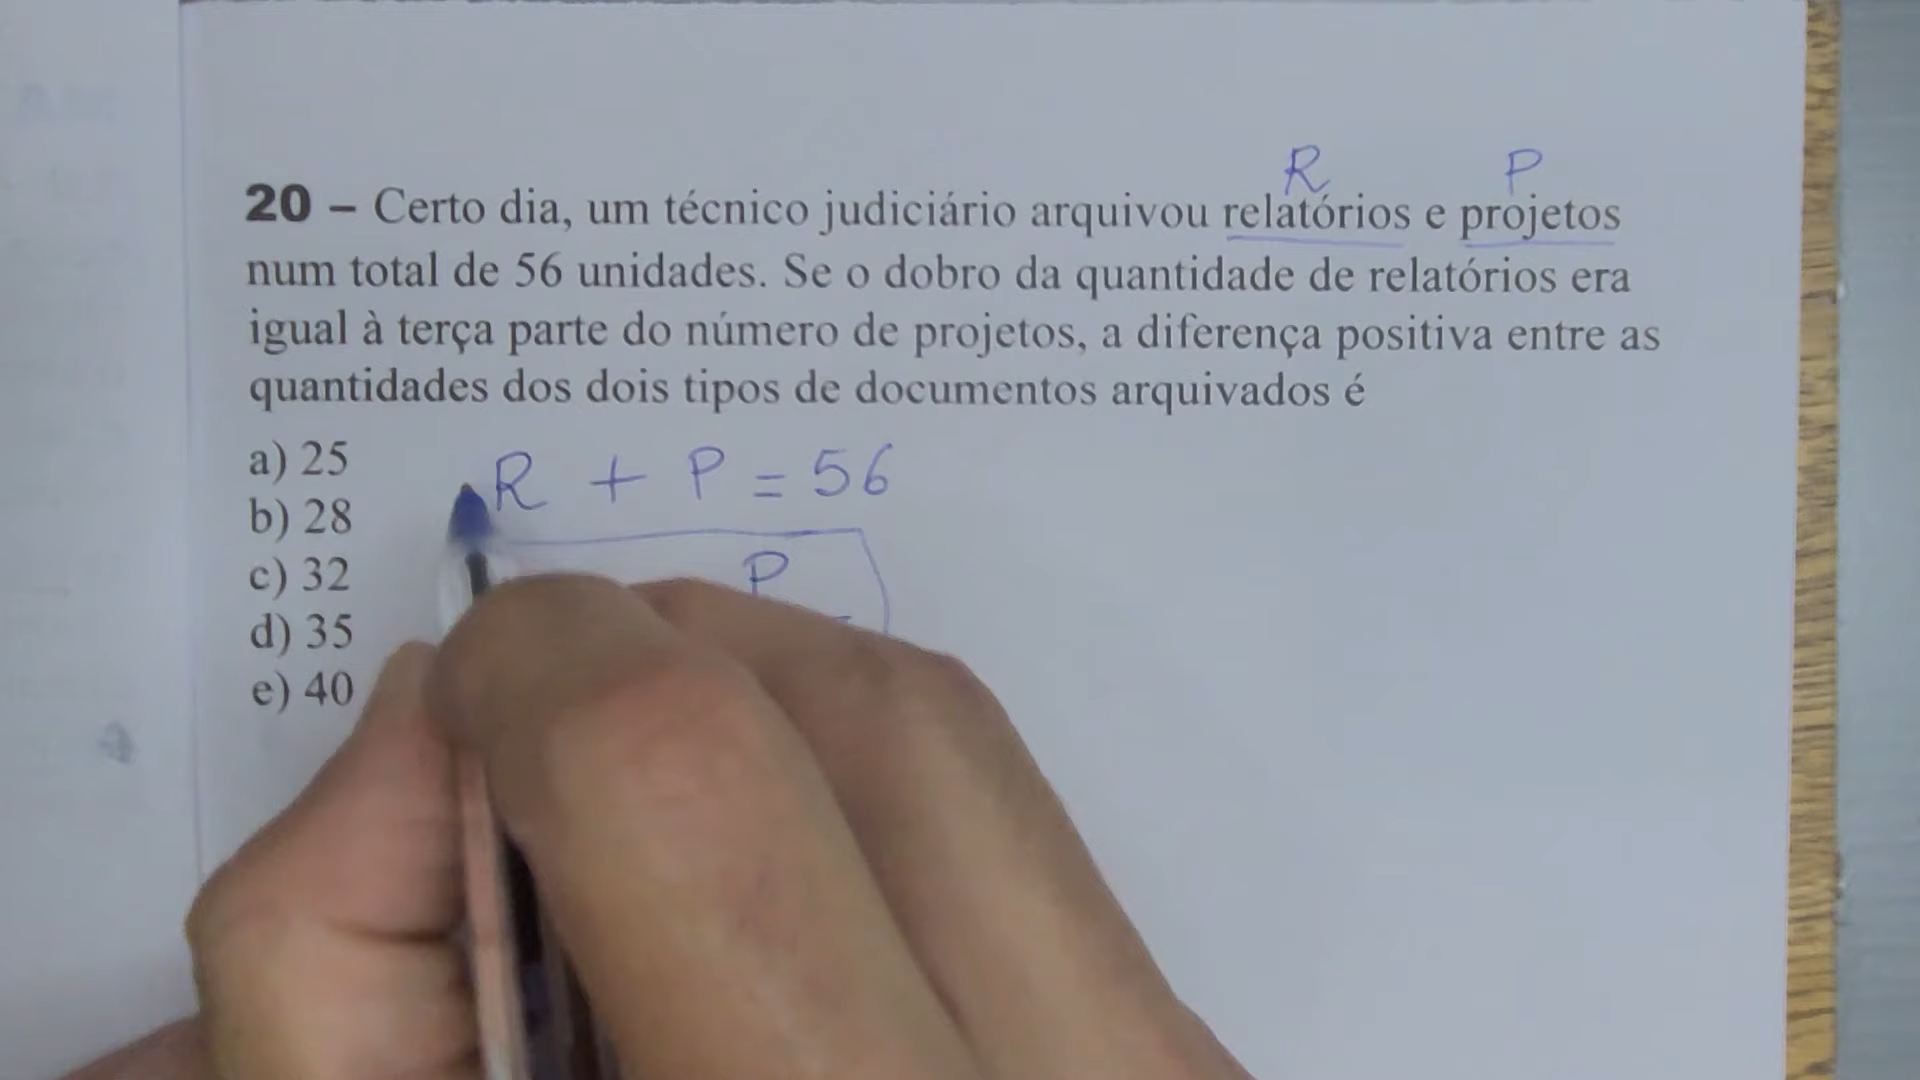 R P
20 – Certo dia, um técnico judiciário arquivou relatórios e projetos
num total de 56 unidades. Se o dobro da quantidade de relatórios era
igual à terça parte do número de projetos, a diferença positiva entre as
quantidades dos dois tipos de documentos arquivados é
a) 25
R + P = 56
b) 28
c) 32
P
d) 35
e) 40